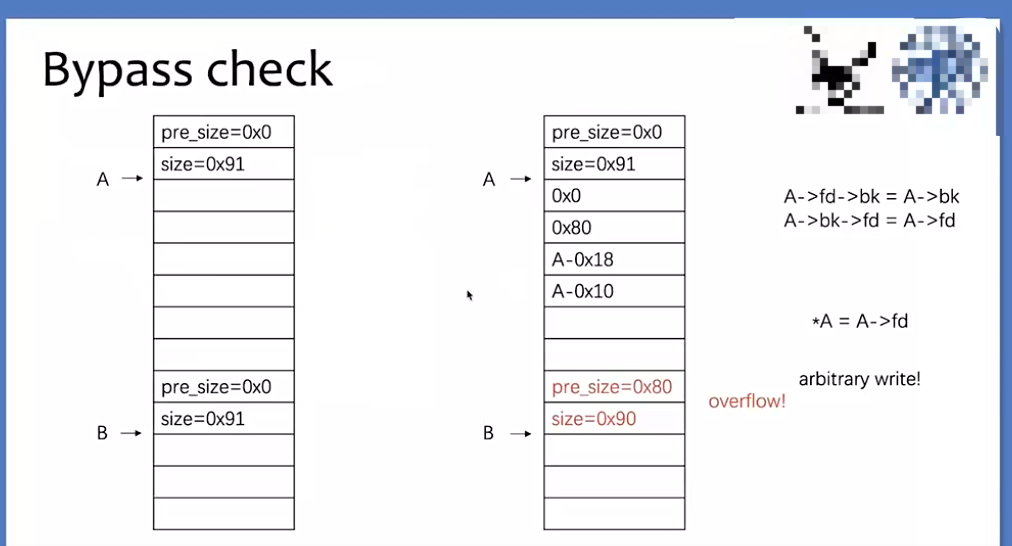 Bypass check
pre_size=0x0
size=0x91
A
pre_size=0x0
size=0x91
B
pre_size=0x0
size=0x91
A
0x0
0x80
A-0x18
A-0x10
pre_size=0x80
size=0x90
B
overflow!
A->fd->bk = A->bk
A->bk->fd = A->fd
*A = A->fd
arbitrary write!